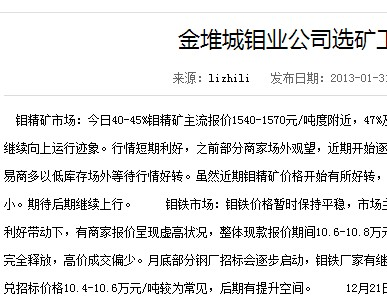 金堆城钼业公司选矿
来源：lizhili 发布日期：2013-01-31
钼精矿市场：今日40-45%钼精矿主流报价1540-1570元/吨度附近，47%及
继续向上运行迹象。行情短期利好，之前部分商家场外观望，近期开始逐
易商多以低库存场外等待行情好转。虽然近期钼精矿价格开始有所好转，
小。期待后期继续上行。 钼铁市场：钼铁价格暂时保持平稳，市场主
利好带动下，有商家报价呈现虚高状况，整体现款报价期间10.6-10.8万元
完全释放，高价成交偏少。月底部分钢厂招标会逐步启动，钼铁厂家有继
兑招标价格10.4-10.6万元/吨较为常见，后期有提升空间。 12月21日